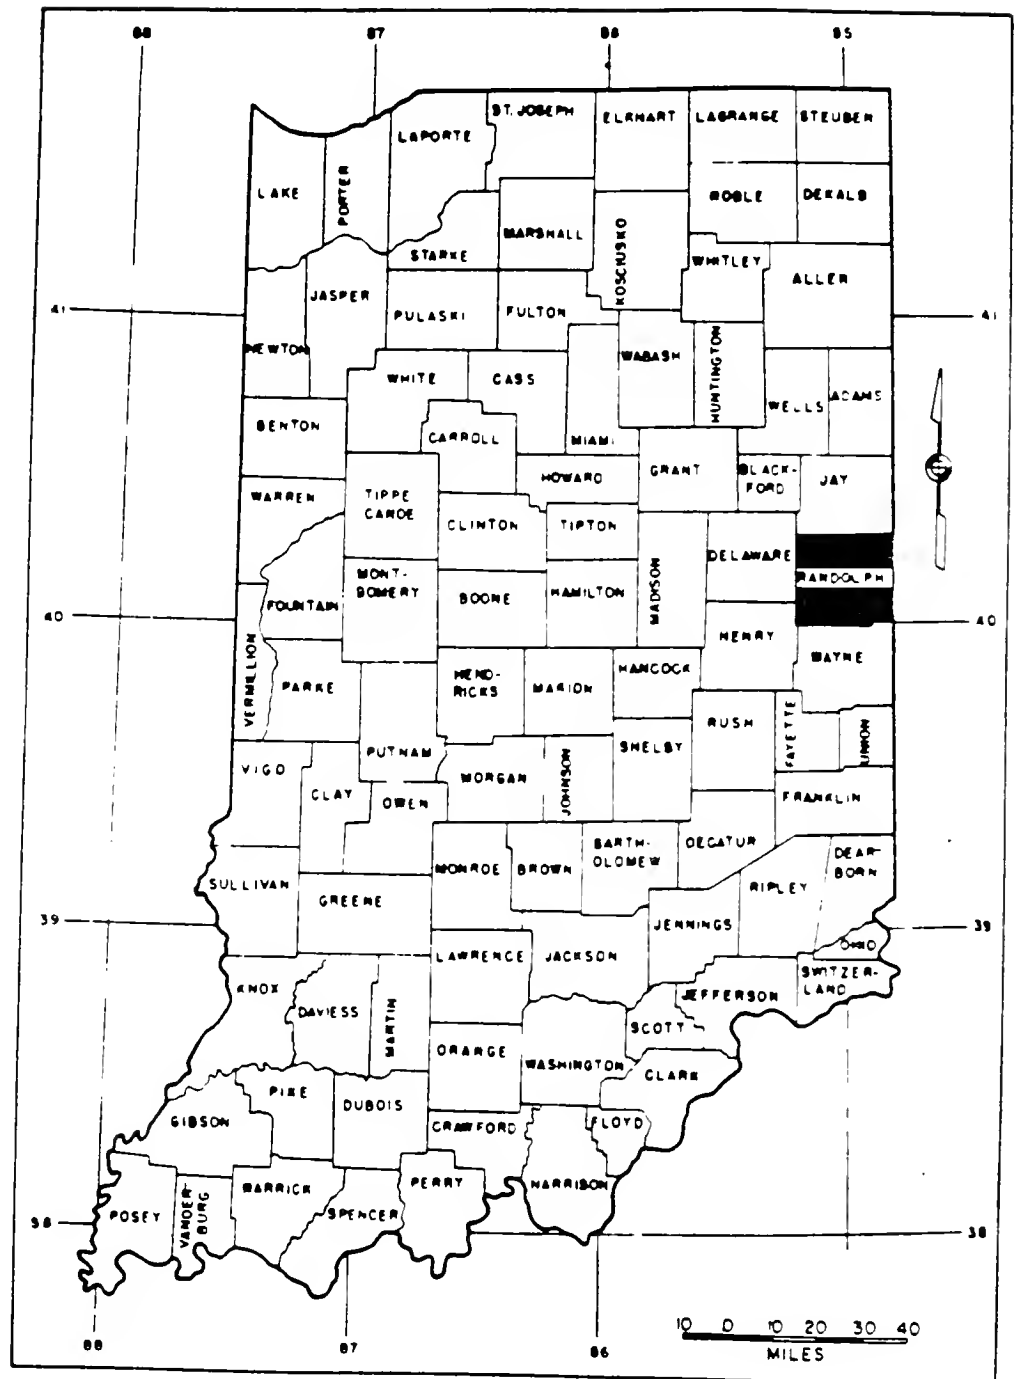 88 87 86 85
ST. JOSEPH
ELKHART
LAGRANGE
STEUBEN
LAPORTE
LAKE
PORTER
NOBLE
DEKALB
MARSHALL
KOSCIUSKO
STARKE
WHITLEY
ALLEN
JASPER
PULASKI
FULTON
41
41
NEWTON
WABASH
HUNTINGTON
WHITE
CASS
WELLS
ADAMS
BENTON
CARROLL
MIAMI
GRANT
BLACK-
FORD
JAY
HOWARD
WARREN
TIPPE
CANOE
CLINTON
TIPTON
DELAWARE
MADISON
RANDOLPH
MONT-
GOMERY
FOUNTAIN
BOONE
HAMILTON
40
40
HENRY
WAYNE
VERMILLION
PARKE
HEND-
RICKS
MARION
HANCOCK
RUSH
FAYETTE
UNION
PUTNAM
SHELBY
VIGO
MORGAN
JOHNSON
CLAY
OWEN
FRANKLIN
MONROE
BROWN
BARTH-
OLOMEW
DECATUR
DEAR-
BORN
SULLIVAN
GREENE
RIPLEY
39
39
JENNINGS
LAWRENCE
JACKSON
OHIO
SWITZER-
LAND
KNOX
DAVIESS
MARTIN
JEFFERSON
SCOTT
ORANGE
WASHINGTON
CLARK
PIKE
DUBOIS
GIBSON
CRAWFORD
FLOYD
HARRISON
PERRY
WARRICK
SPENCER
POSEY
VANDER-
BURG
38
38
88 87 86
10 0 10 20 30 40
MILES